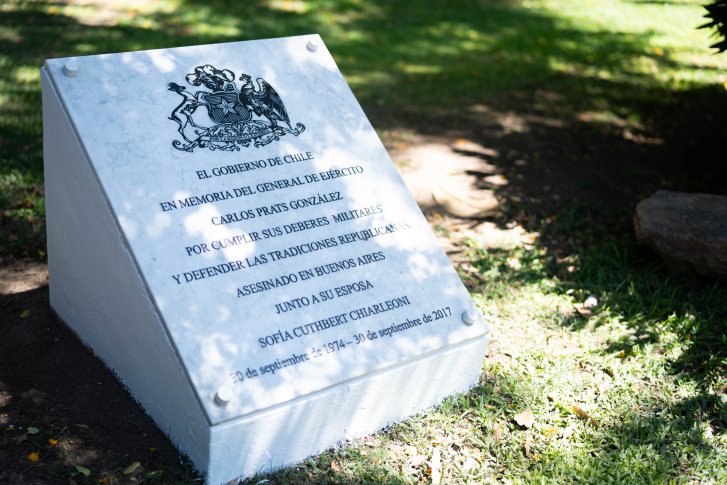 EL GOBIERNO DE CHILE
EN MEMORIA DEL GENERAL DE EJÉRCITO
CARLOS PRATS GONZÁLEZ
POR CUMPLIR SUS DEBERES MILITARES
Y DEFENDER LAS TRADICIONES REPUBLICANAS,
ASESINADO EN BUENOS AIRES
JUNTO A SU ESPOSA
SOFÍA CUTHBERT CHIARLEONI
30 de septiembre de 1974 – 30 de septiembre de 2017